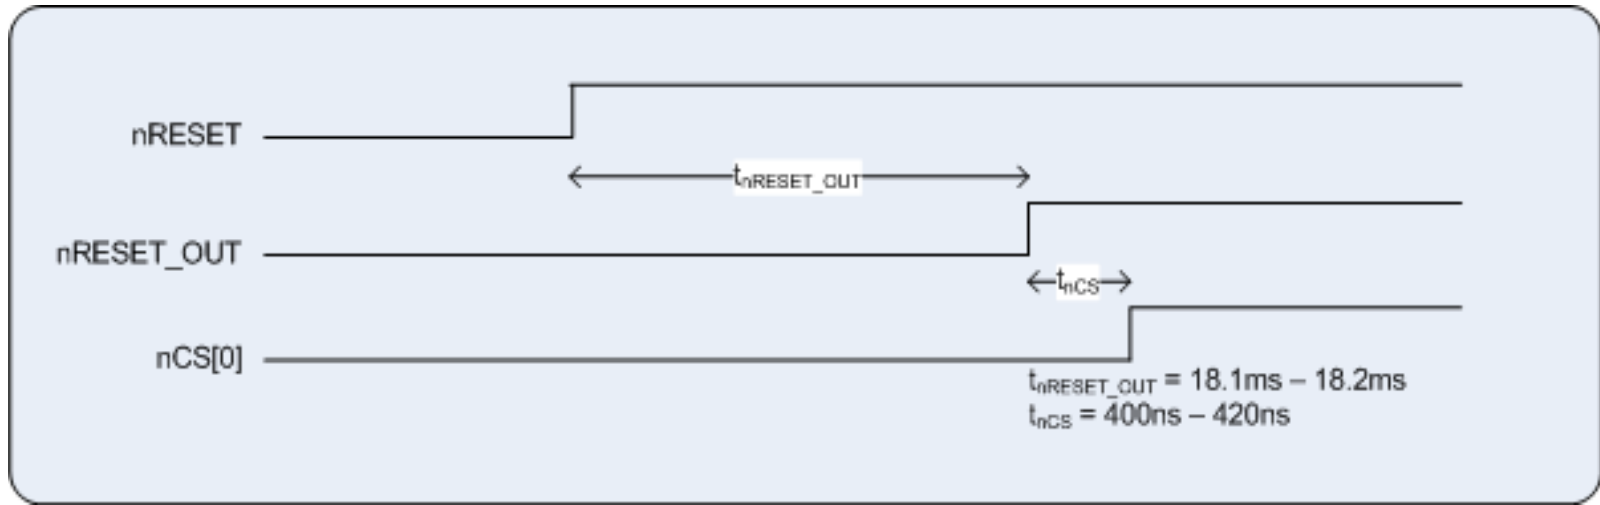 nRESET
tnRESET_OUT
nRESET_OUT
tnCS
nCS[0]
tnRESET_OUT = 18.1ms – 18.2ms
tnCS = 400ns – 420ns